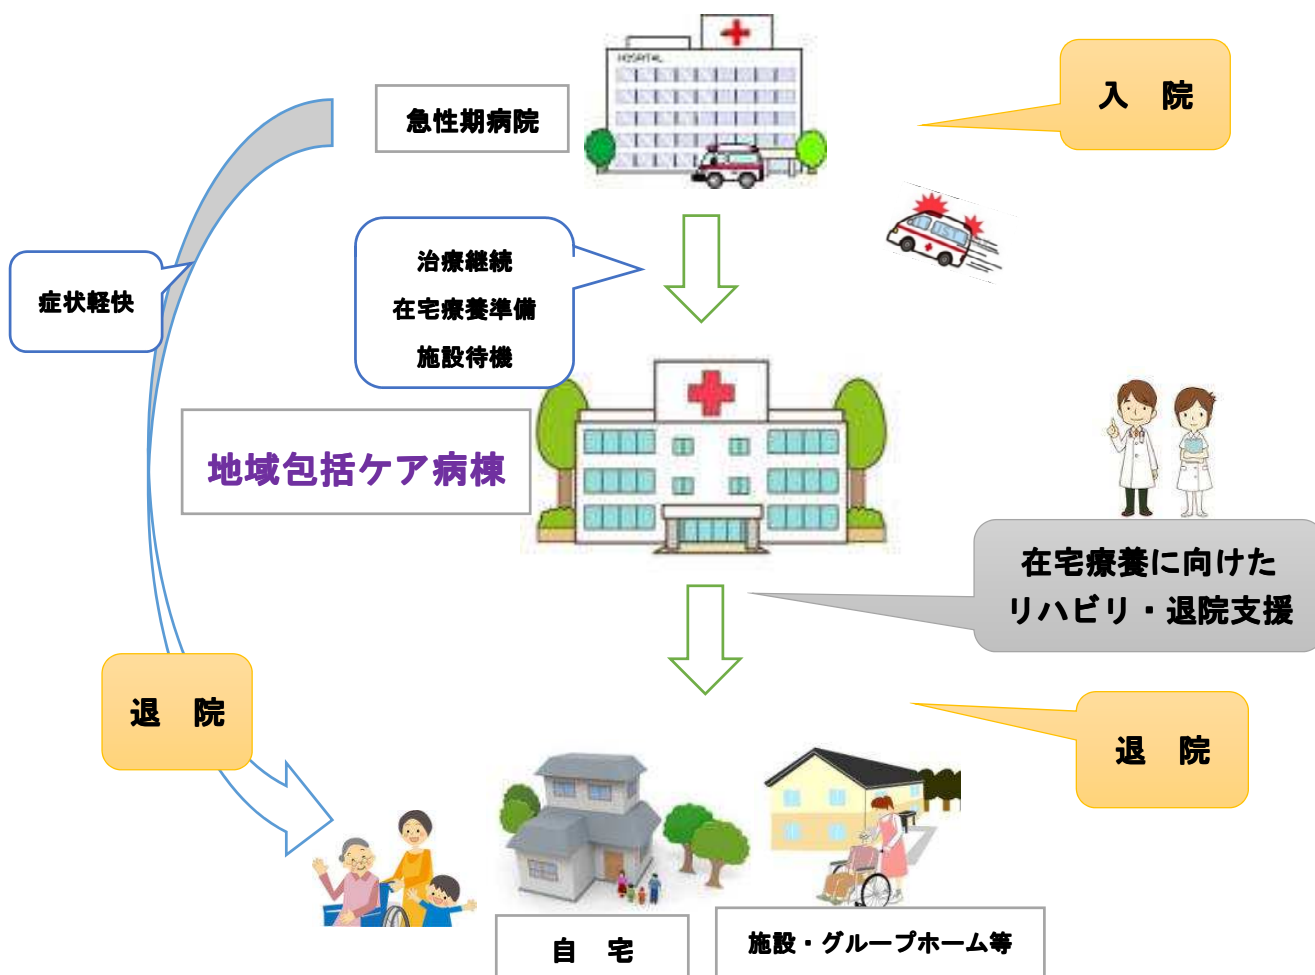 HOSPITAL
入　院
急性期病院
治療継続
在宅療養準備
施設待機
症状軽快
地域包括ケア病棟
在宅療養に向けた
リハビリ・退院支援
退　院
退　院
自　宅
施設・グループホーム等